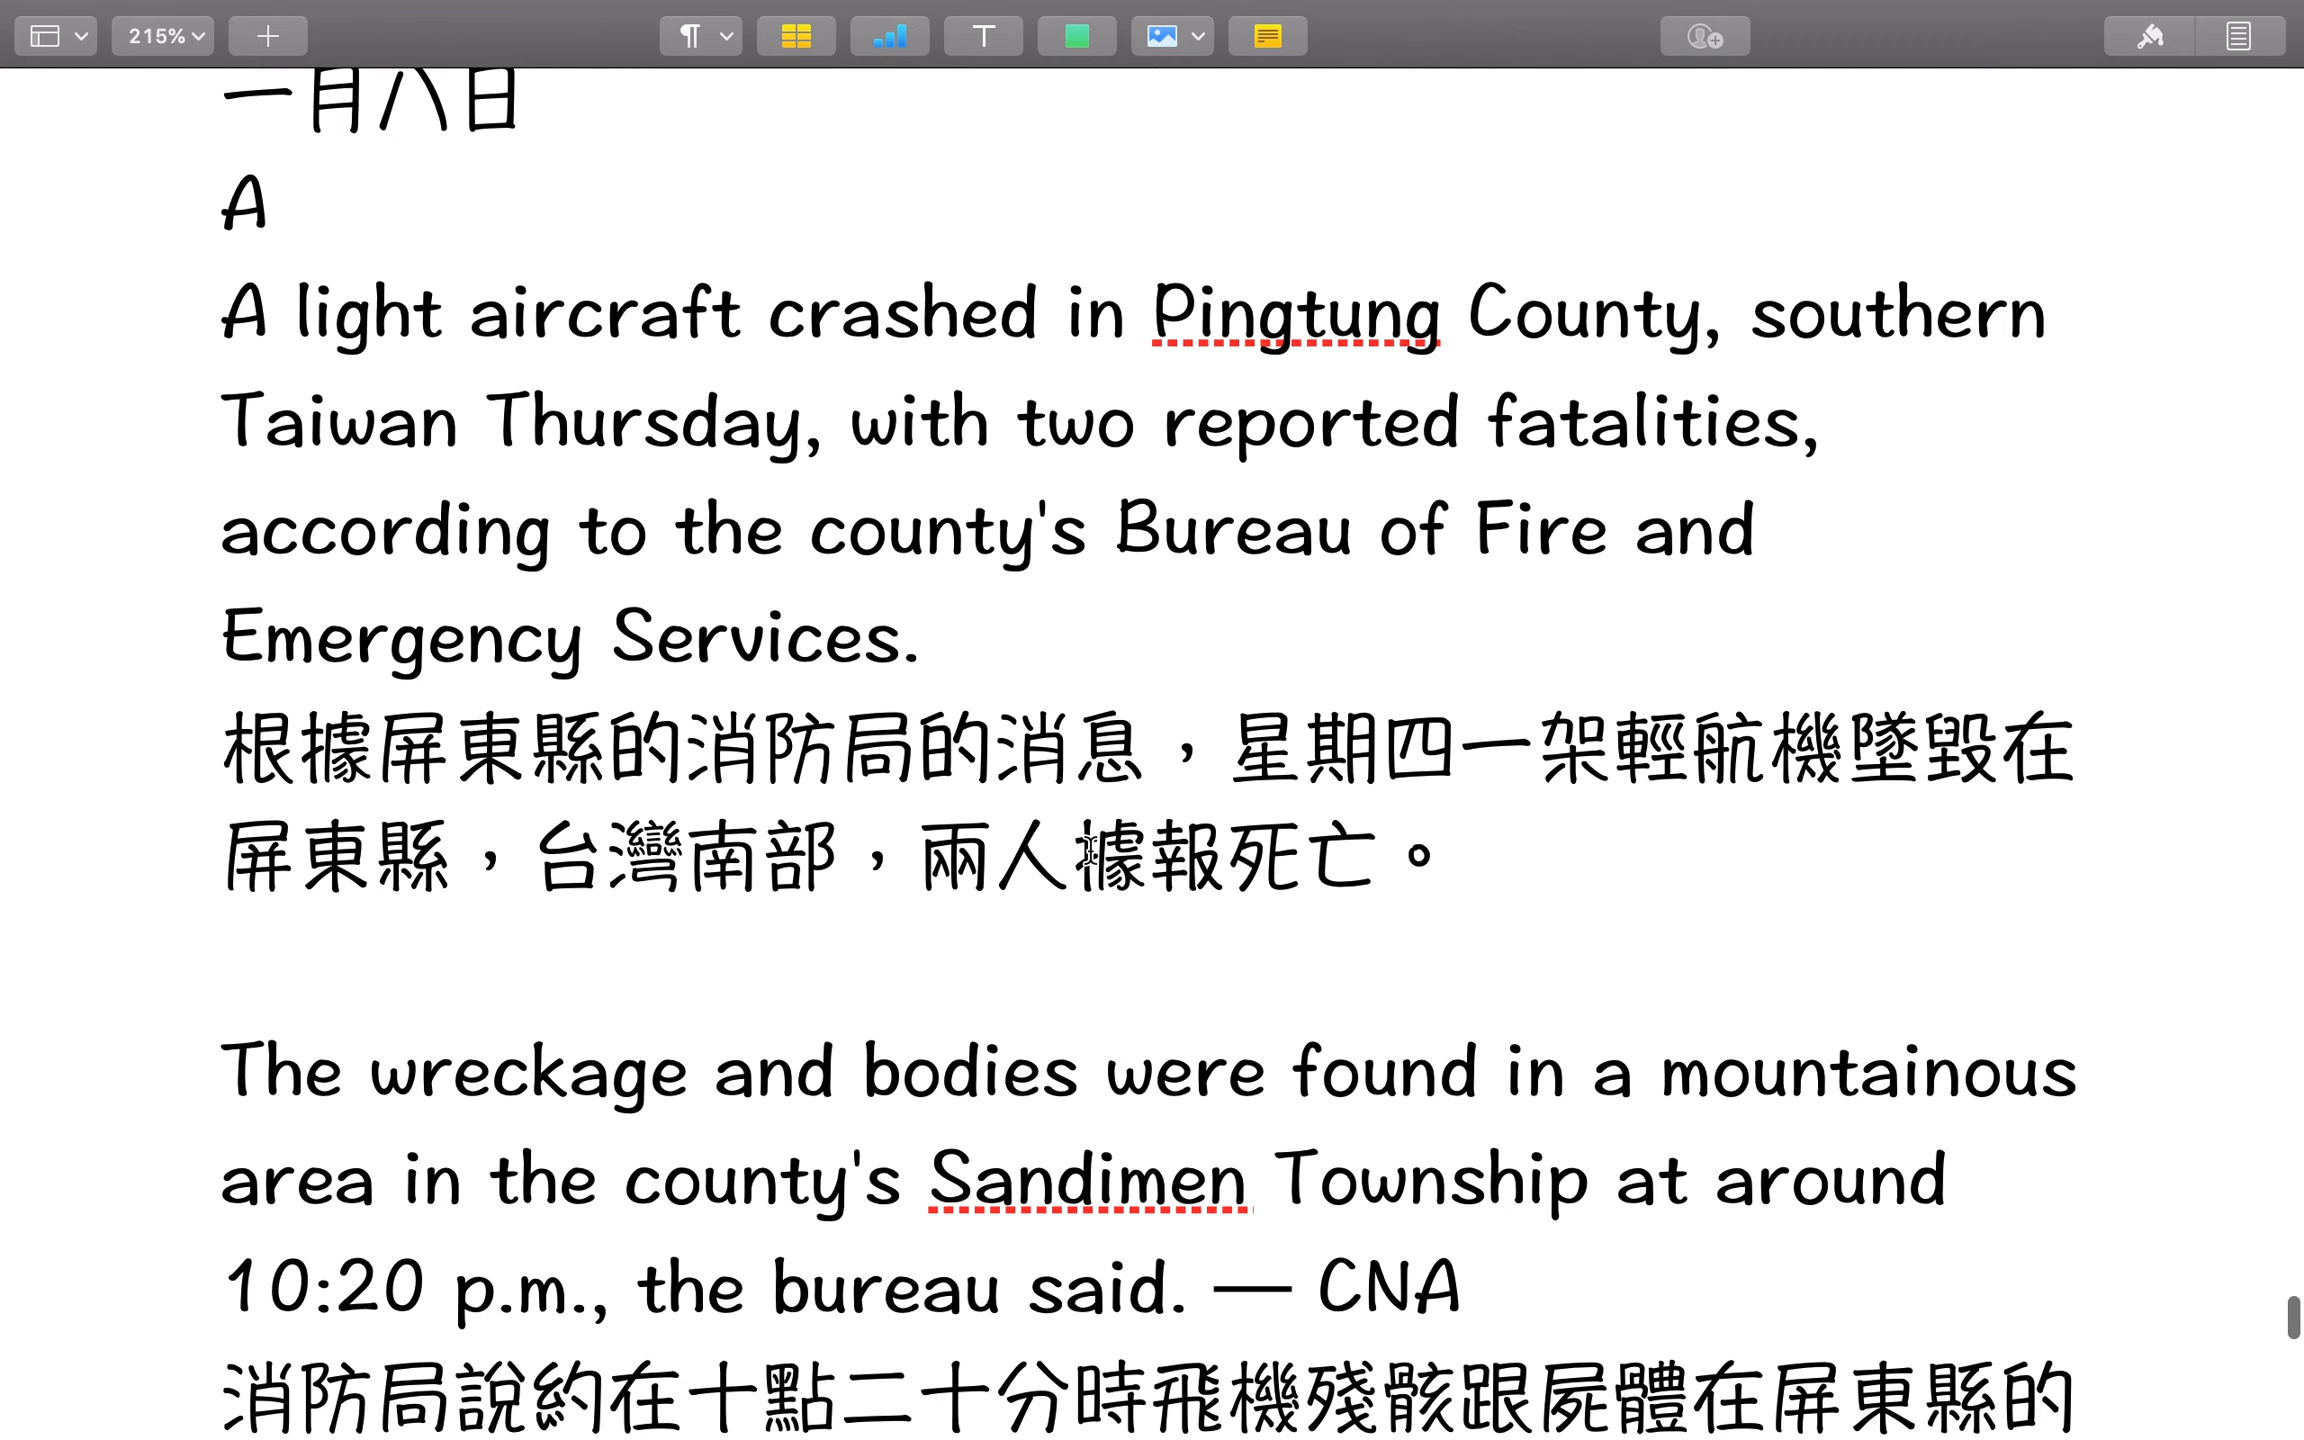 215%
一月八日
A
A light aircraft crashed in Pingtung County, southern
Taiwan Thursday, with two reported fatalities,
according to the county's Bureau of Fire and
Emergency Services.
根據屏東縣的消防局的消息，星期四一架輕航機墜毀在
屏東縣，台灣南部，兩人據報死亡。
The wreckage and bodies were found in a mountainous
area in the county's Sandimen Township at around
10:20 p.m., the bureau said. — CNA
消防局說約在十點二十分時飛機殘骸跟屍體在屏東縣的